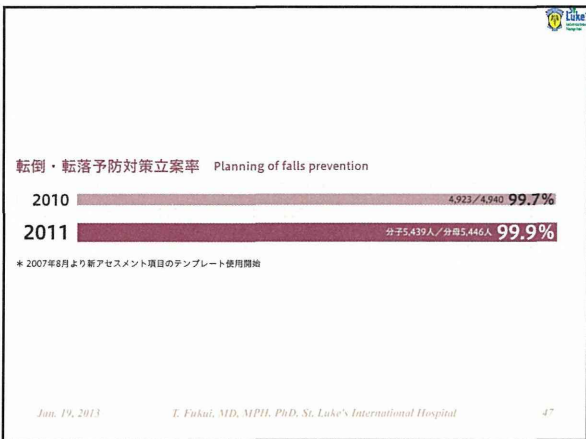 St. Luke's
転倒・転落予防対策立案率 Planning of falls prevention
2010 4,923/4,940 99.7%
2011 分子5,439人/分母5,446人 99.9%
* 2007年8月より新アセスメント項目のテンプレート使用開始
Jan. 19, 2013 T. Fukui, MD, MPH, PhD, St. Luke's International Hospital 47